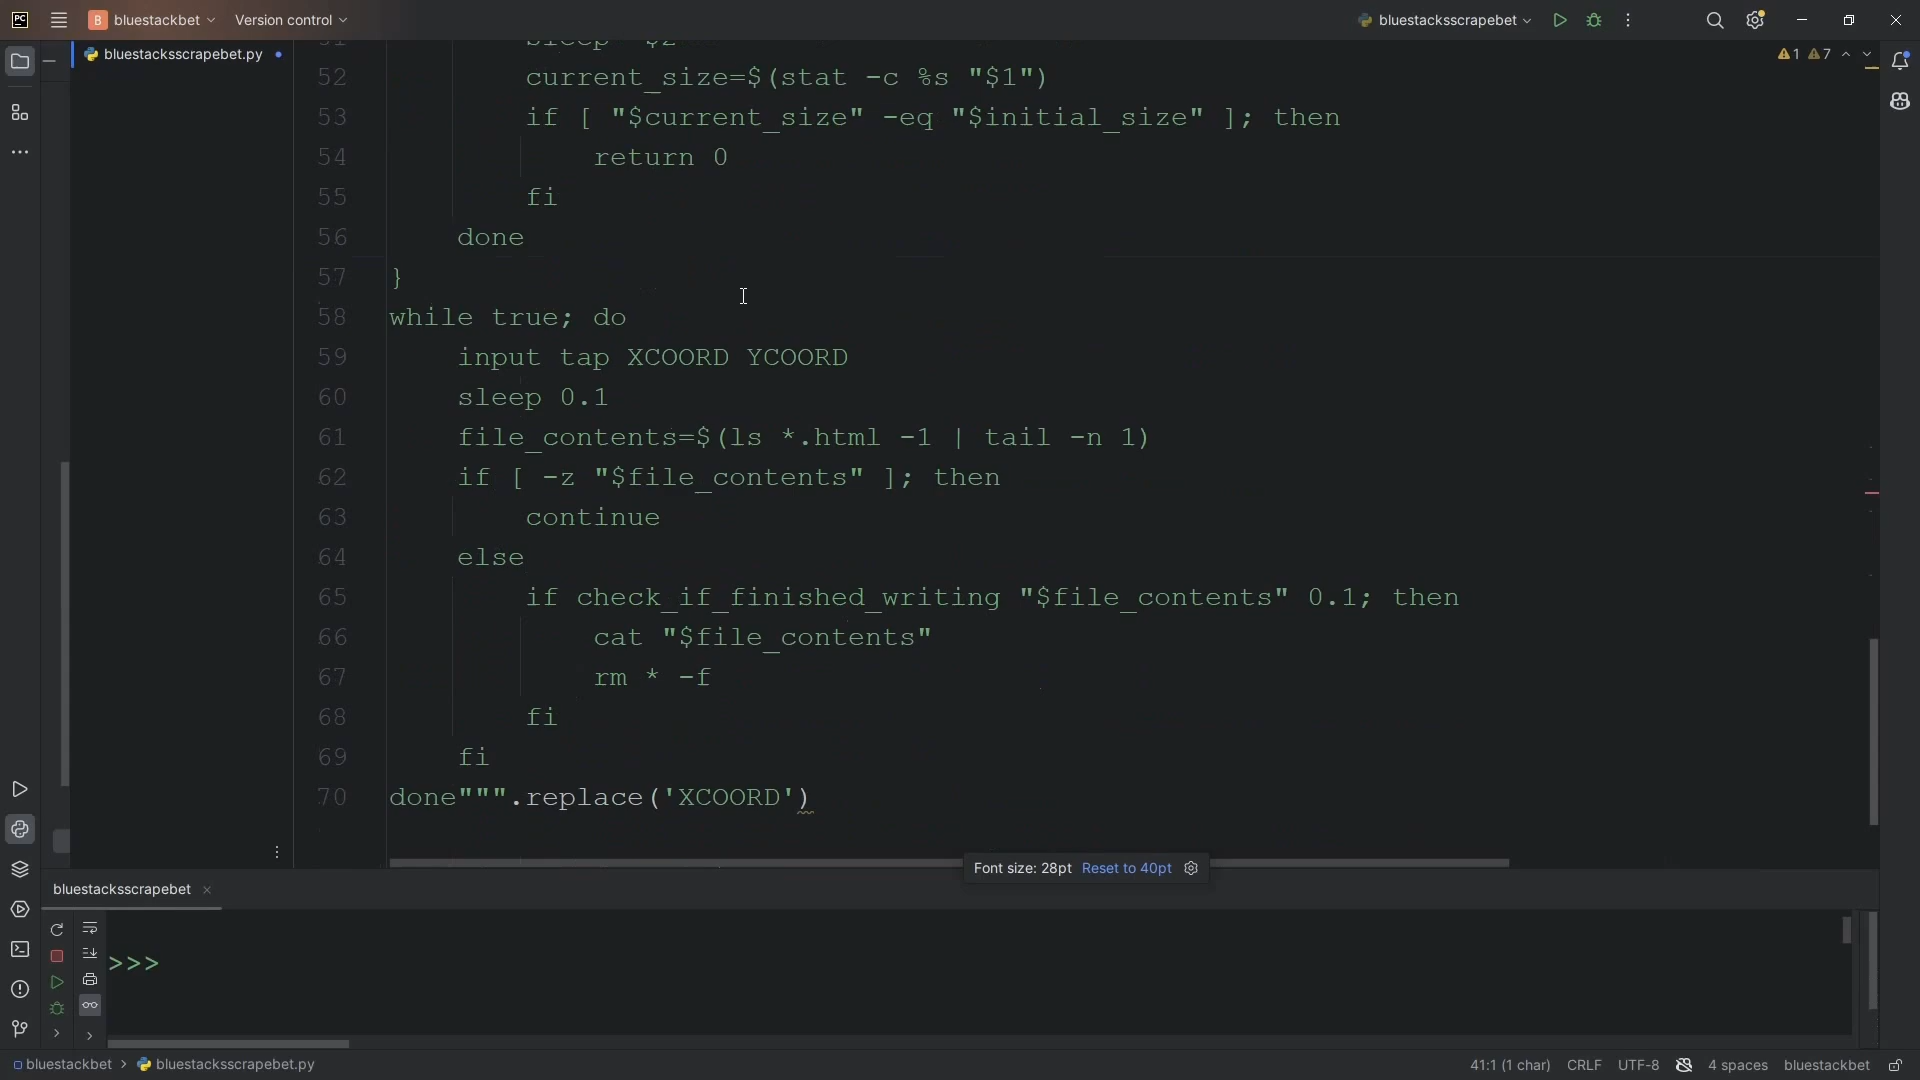 PC
B bluestackbet
Version control
bluestacksscrapebet
bluestacksscrapebet.py
1 7
52 current_size=$(stat -c %s "$1")
53 if [ "$current_size" -eq "$initial_size" ]; then
54 return 0
55 fi
56 done
57 }
58 while true; do
59 input tap XCOORD YCOORD
60 sleep 0.1
61 file_contents=$(ls *.html -1 | tail -n 1)
62 if [ -z "$file_contents" ]; then
63 continue
64 else
65 if check_if_finished_writing "$file_contents" 0.1; then
66 cat "$file_contents"
67 rm * -f
68 fi
69 fi
70 done""".replace('XCOORD')
Font size: 28pt Reset to 40pt
bluestacksscrapebet
>>>
bluestackbet > bluestacksscrapebet.py
41:1 (1 char) CRLF UTF-8 4 spaces bluestackbet